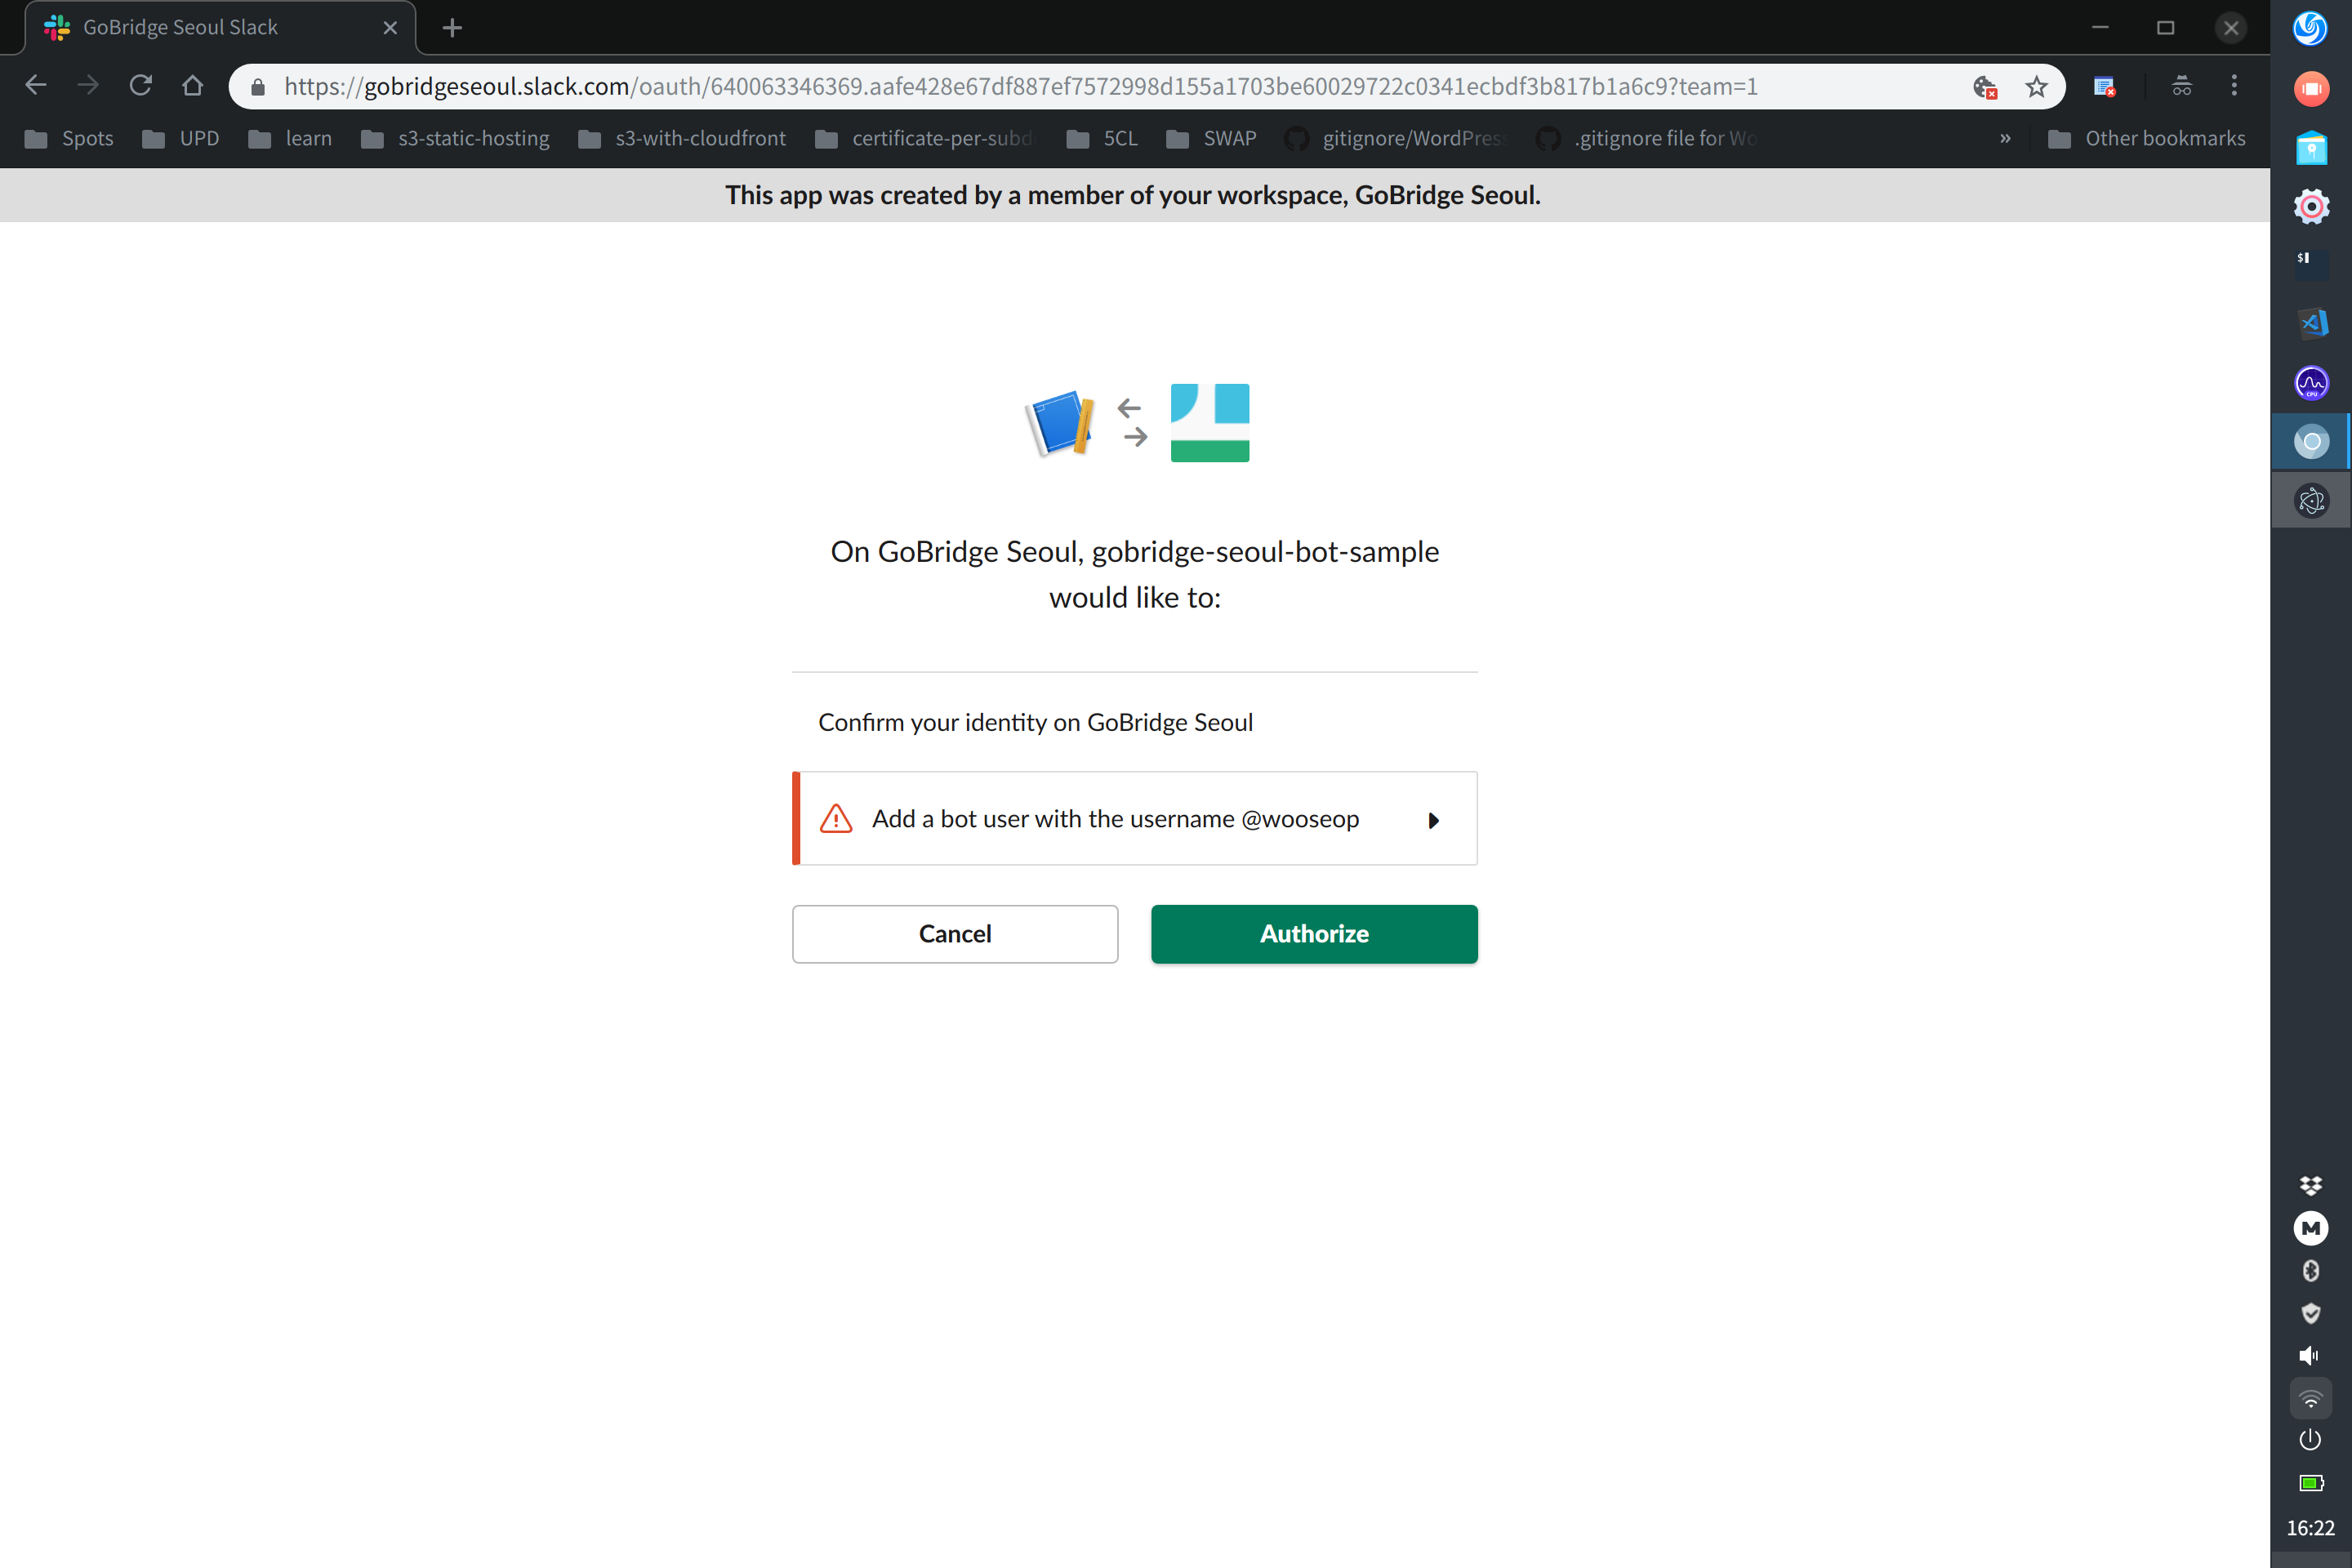 GoBridge Seoul Slack
https://gobridgeseoul.slack.com/oauth/640063346369.aafe428e67df887ef7572998d155a1703be60029722c0341ecbdf3b817b1a6c9?team=1
Spots UPD learn s3-static-hosting s3-with-cloudfront certificate-per-subd 5CL SWAP gitignore/WordPress .gitignore file for Wo » Other bookmarks
This app was created by a member of your workspace, GoBridge Seoul.
On GoBridge Seoul, gobridge-seoul-bot-sample
would like to:
Confirm your identity on GoBridge Seoul
Add a bot user with the username @wooseop
Cancel Authorize
$
CPU
M
16:22